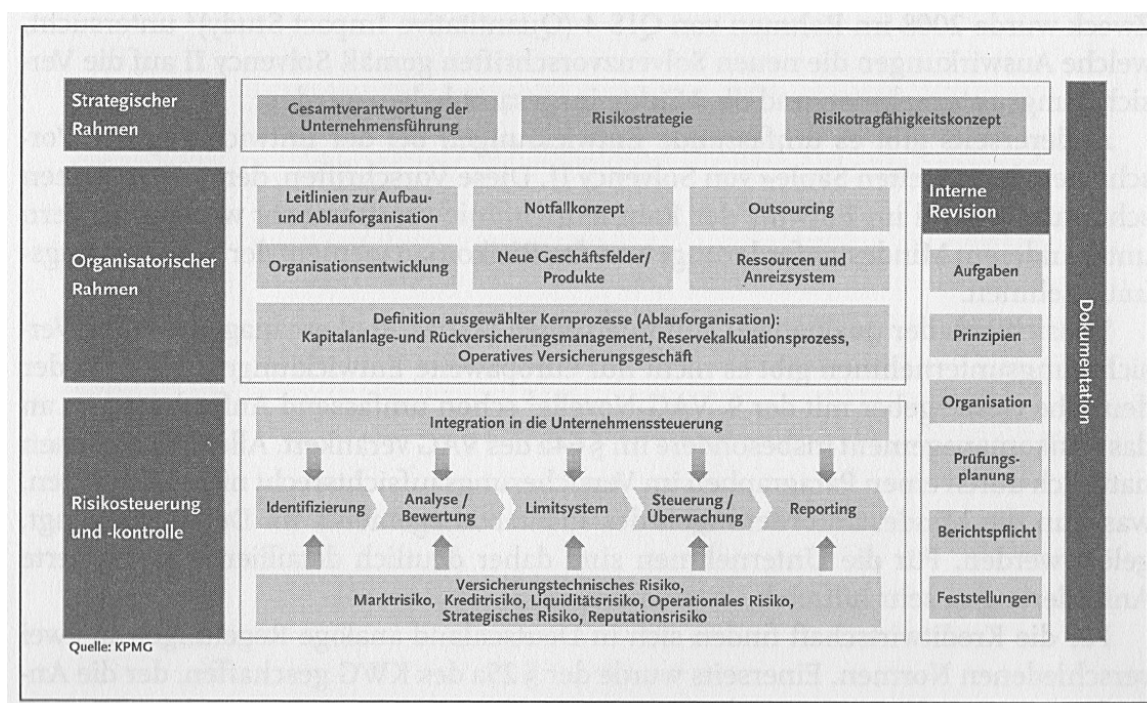 Strategischer
Rahmen
Gesamtverantwortung der
Unternehmensführung
Risikostrategie
Risikotragfähigkeitskonzept
Organisatorischer
Rahmen
Leitlinien zur Aufbau-
und Ablauforganisation
Notfallkonzept
Outsourcing
Organisationsentwicklung
Neue Geschäftsfelder/
Produkte
Ressourcen und
Anreizsystem
Definition ausgewählter Kernprozesse (Ablauforganisation):
Kapitalanlage-und Rückversicherungsmanagement, Reservekalkulationsprozess,
Operatives Versicherungsgeschäft
Risikosteuerung
und -kontrolle
Integration in die Unternehmenssteuerung
Identifizierung
Analyse /
Bewertung
Limitsystem
Steuerung /
Überwachung
Reporting
Versicherungstechnisches Risiko,
Marktrisiko, Kreditrisiko, Liquiditätsrisiko, Operationales Risiko,
Strategisches Risiko, Reputationsrisiko
Interne
Revision
Aufgaben
Prinzipien
Organisation
Prüfungs-
planung
Berichtspflicht
Feststellungen
Dokumentation
Quelle: KPMG